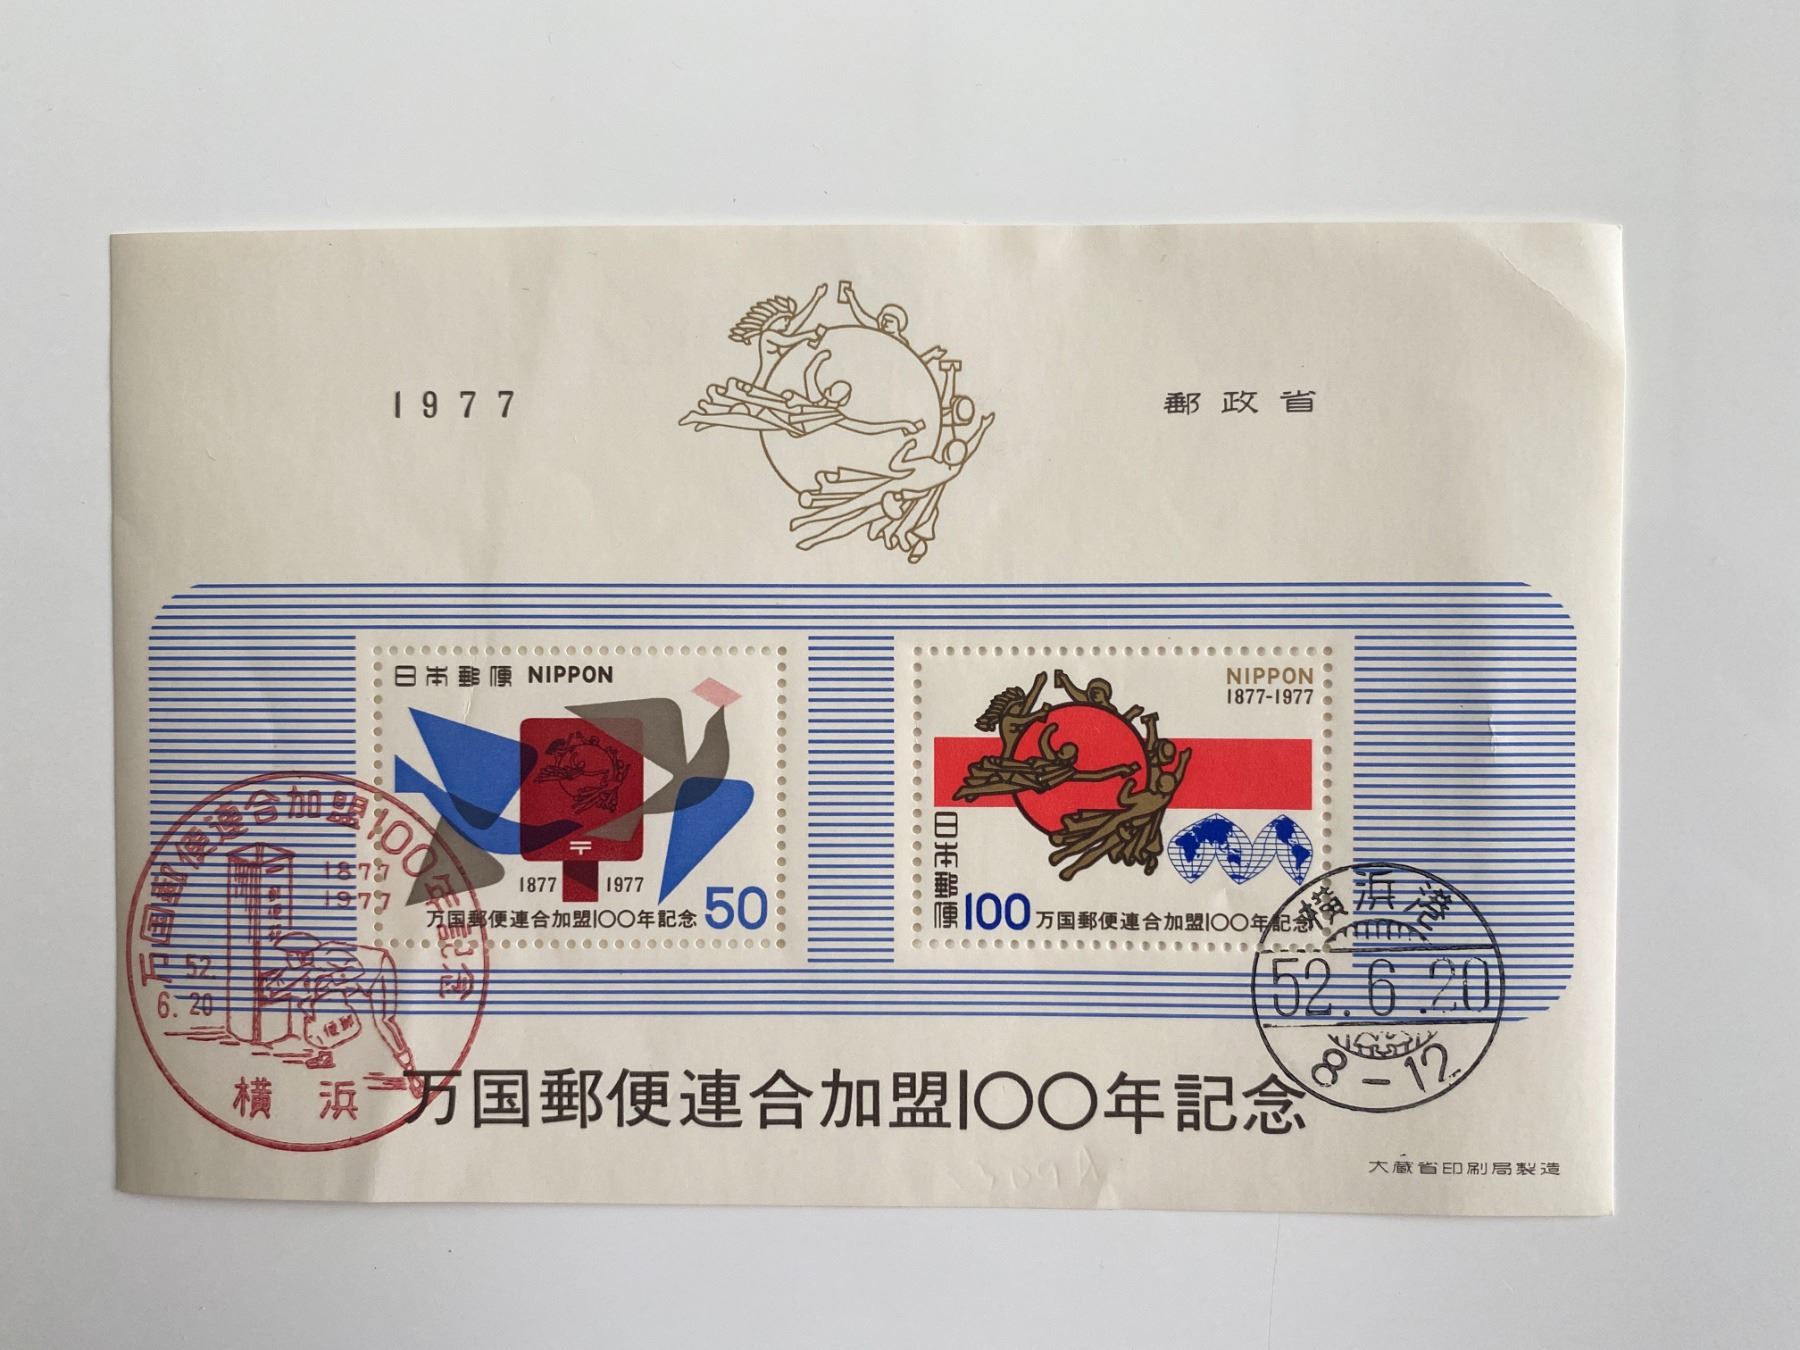 1977
郵政省
日本郵便 NIPPON
〒
1877 1977
万国郵便連合加盟100年記念 50
NIPPON
1877-1977
日本郵便
100 万国郵便連合加盟100年記念
万国郵便連合加盟100年記念
1877
1977
52.
6.20
横浜
横浜港
52.6.20
8-12
万国郵便連合加盟100年記念
大蔵省印刷局製造